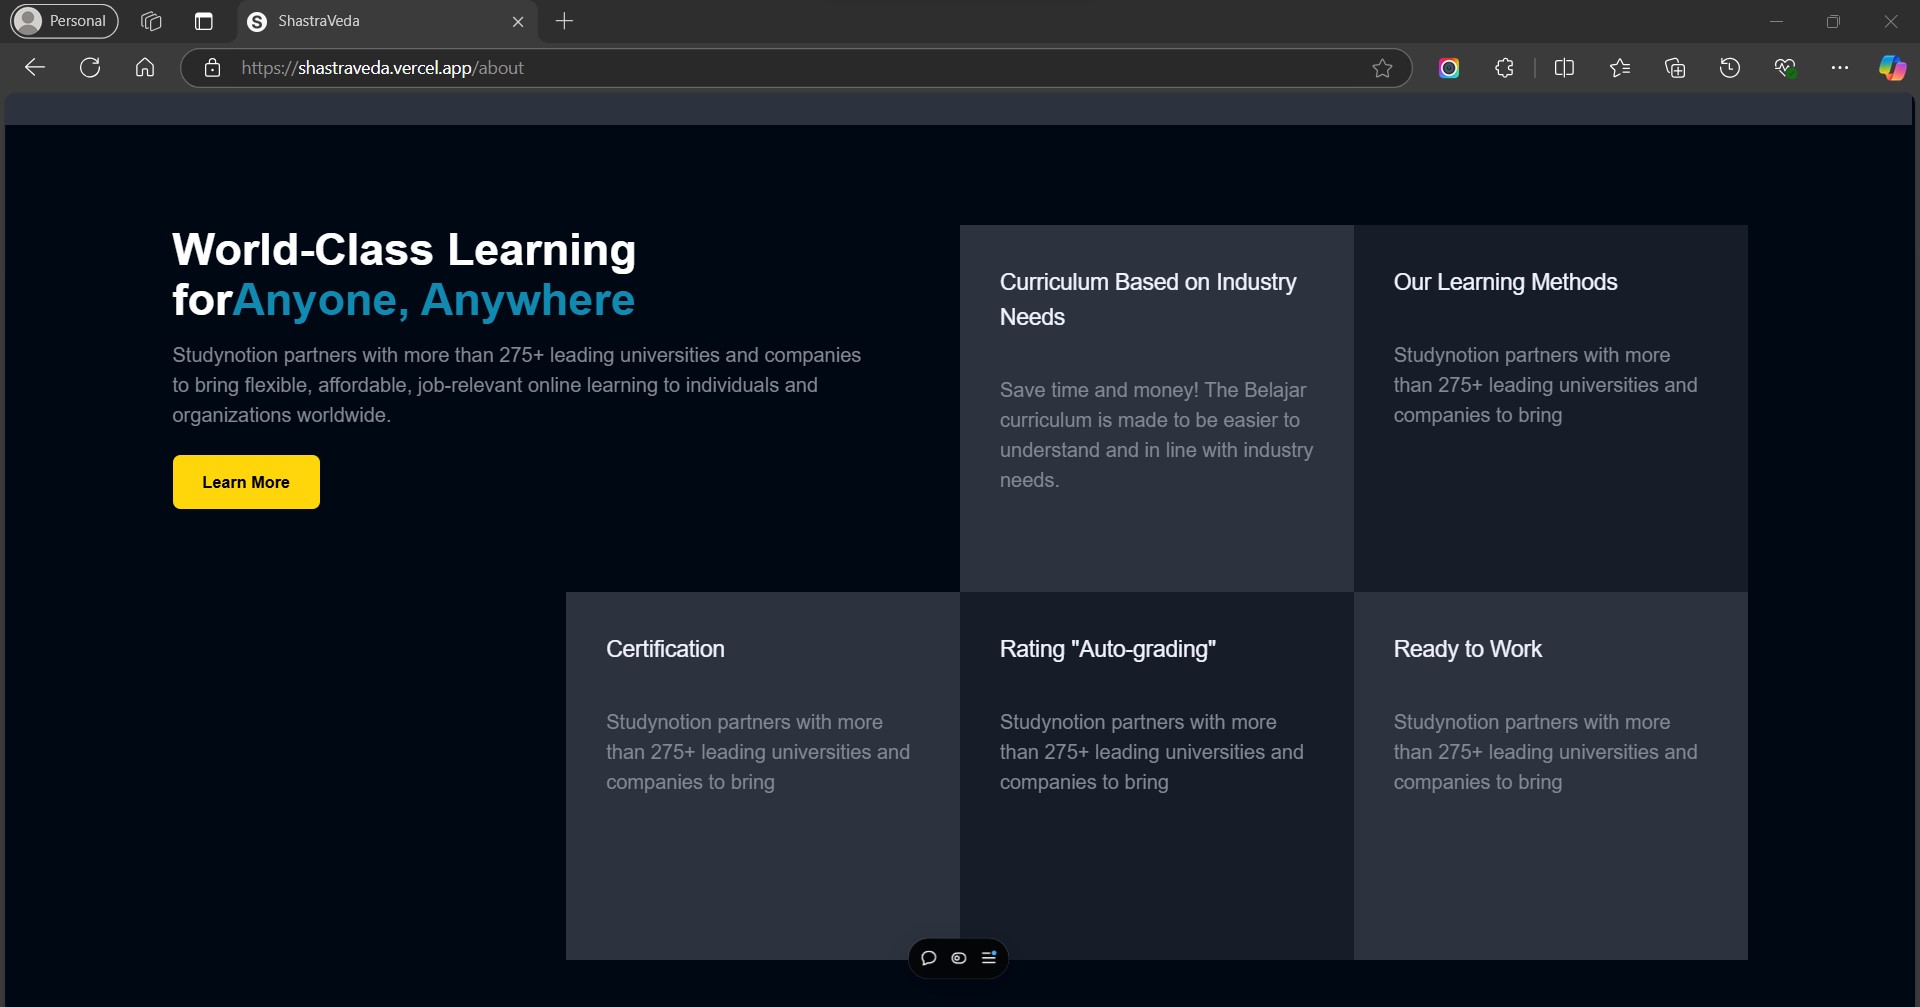 Personal
ShastraVeda
https://shastraveda.vercel.app/about
World-Class Learning
forAnyone, Anywhere
Studynotion partners with more than 275+ leading universities and companies
to bring flexible, affordable, job-relevant online learning to individuals and
organizations worldwide.
Learn More
Curriculum Based on Industry
Needs
Save time and money! The Belajar
curriculum is made to be easier to
understand and in line with industry
needs.
Our Learning Methods
Studynotion partners with more
than 275+ leading universities and
companies to bring
Certification
Studynotion partners with more
than 275+ leading universities and
companies to bring
Rating "Auto-grading"
Studynotion partners with more
than 275+ leading universities and
companies to bring
Ready to Work
Studynotion partners with more
than 275+ leading universities and
companies to bring